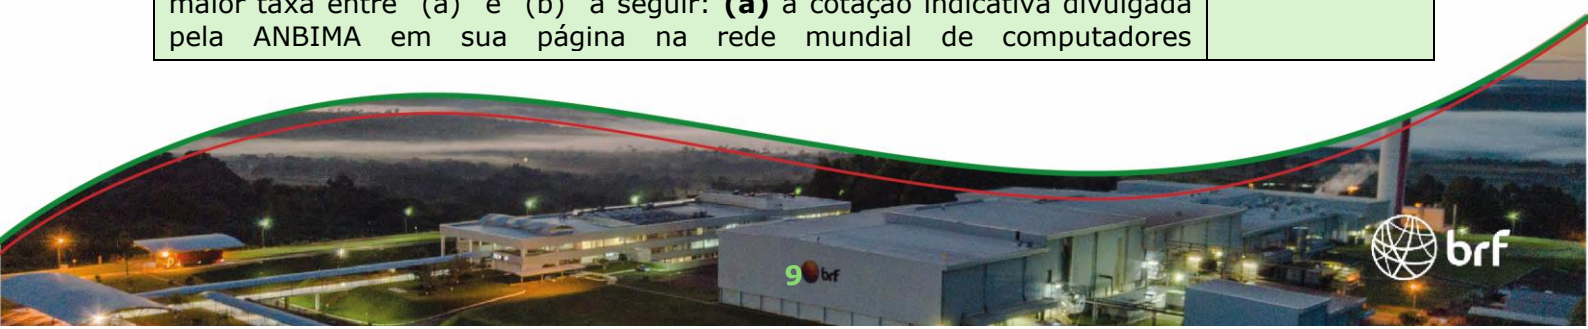 maior taxa entre "(a)" e "(b)" a seguir: (a) a cotação indicativa divulgada
pela ANBIMA em sua página na rede mundial de computadores
9
brf
brf